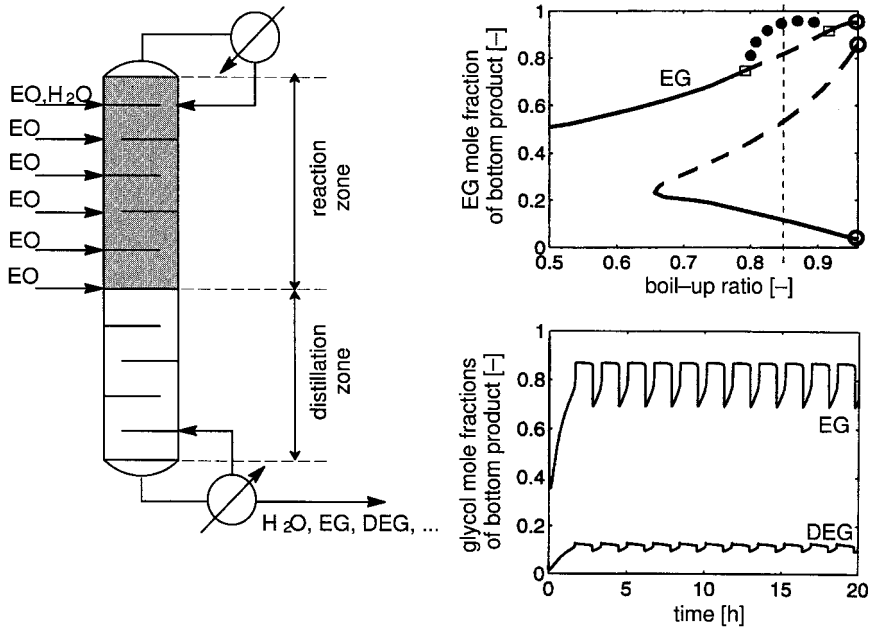 EO,H₂O
EO
EO
EO
EO
EO
reaction
zone
distillation
zone
H₂O, EG, DEG, ...
EG mole fraction
of bottom product [–]
1
0.8
0.6
0.4
0.2
0
EG
0.5
0.6
0.7
0.8
0.9
boil–up ratio [–]
glycol mole fractions
of bottom product [–]
1
0.8
0.6
0.4
0.2
0
EG
DEG
0
5
10
15
20
time [h]